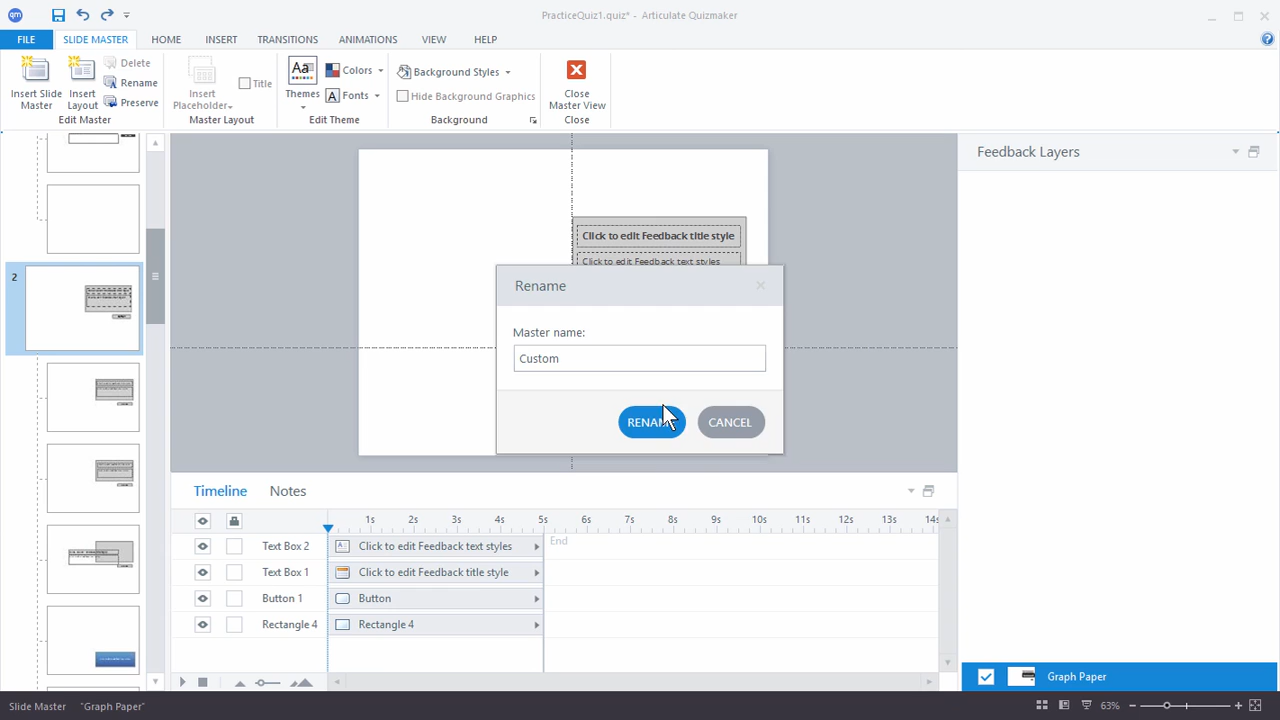 qm
PracticeQuiz1.quiz* - Articulate Quizmaker
FILE
SLIDE MASTER
HOME
INSERT
TRANSITIONS
ANIMATIONS
VIEW
HELP
Insert Slide
Master
Insert
Layout
Delete
Rename
Preserve
Edit Master
Insert
Placeholder
Title
Master Layout
Aa
Themes
Colors
A Fonts
Edit Theme
Background Styles
Hide Background Graphics
Background
Close
Master View
Close
2
Click to edit Feedback title style
Click to edit Feedback text styles
Rename
Master name:
Custom
CANCEL
Feedback Layers
Timeline
Notes
1s 2s 3s 4s 5s 6s 7s 8s 9s 10s 11s 12s 13s 14s
Text Box 2 Click to edit Feedback text styles End
Text Box 1 Click to edit Feedback title style
Button 1 Button
Rectangle 4 Rectangle 4
Graph Paper
Slide Master "Graph Paper"
63%